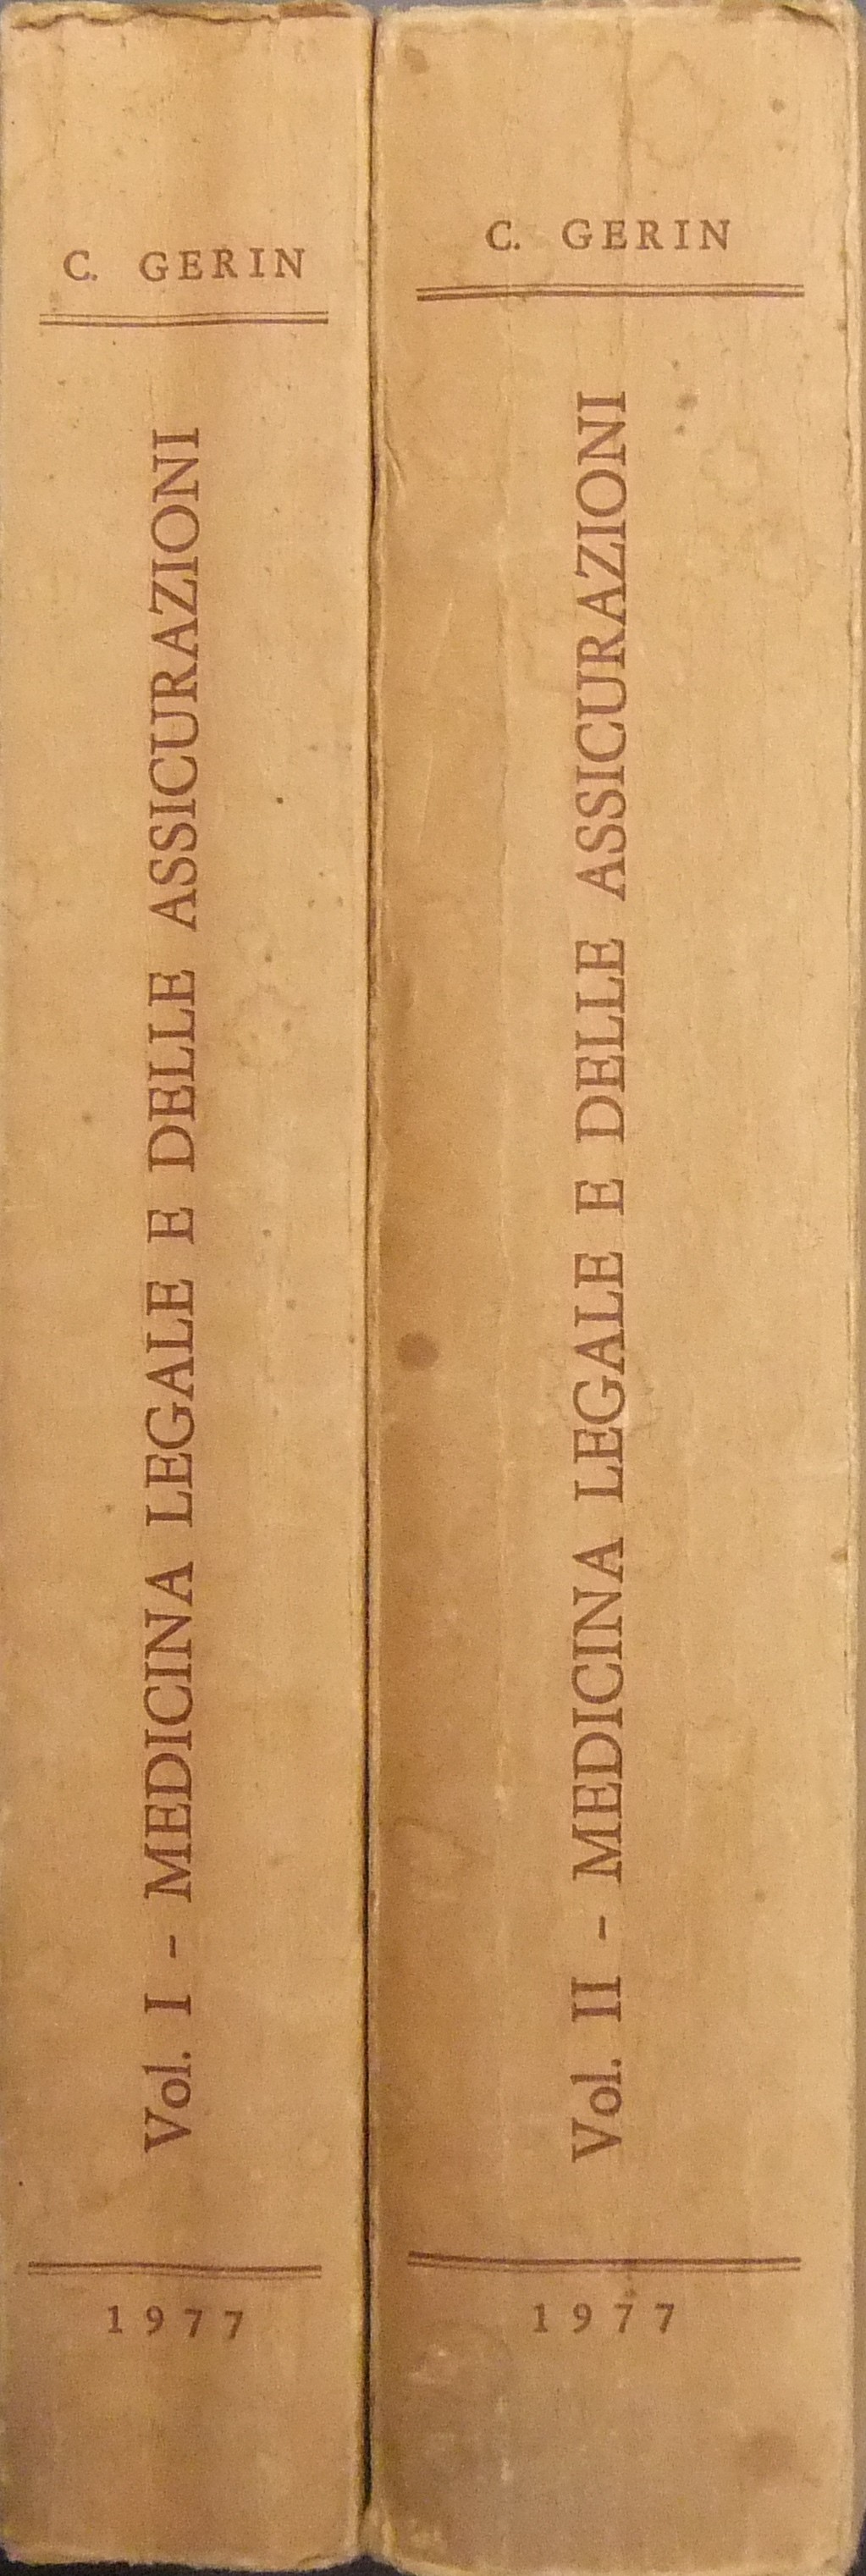 C. GERIN
Vol. I - MEDICINA LEGALE E DELLE ASSICURAZIONI
1977
C. GERIN
Vol. II - MEDICINA LEGALE E DELLE ASSICURAZIONI
1977